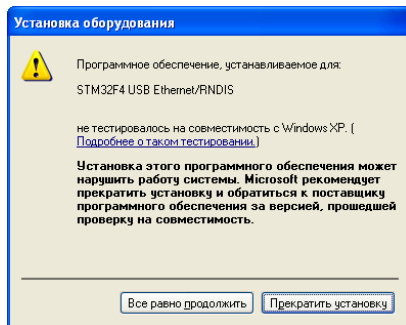 Установка оборудования
Программное обеспечение, устанавливаемое для:
STM32F4 USB Ethernet/RNDIS
не тестировалось на совместимость с Windows XP. (
Подробнее о таком тестировании.)
Установка этого программного обеспечения может
нарушить работу системы. Microsoft рекомендует
прекратить установку и обратиться к поставщику
программного обеспечения за версией, прошедшей
проверку на совместимость.
Все равно продолжить
Прекратить установку